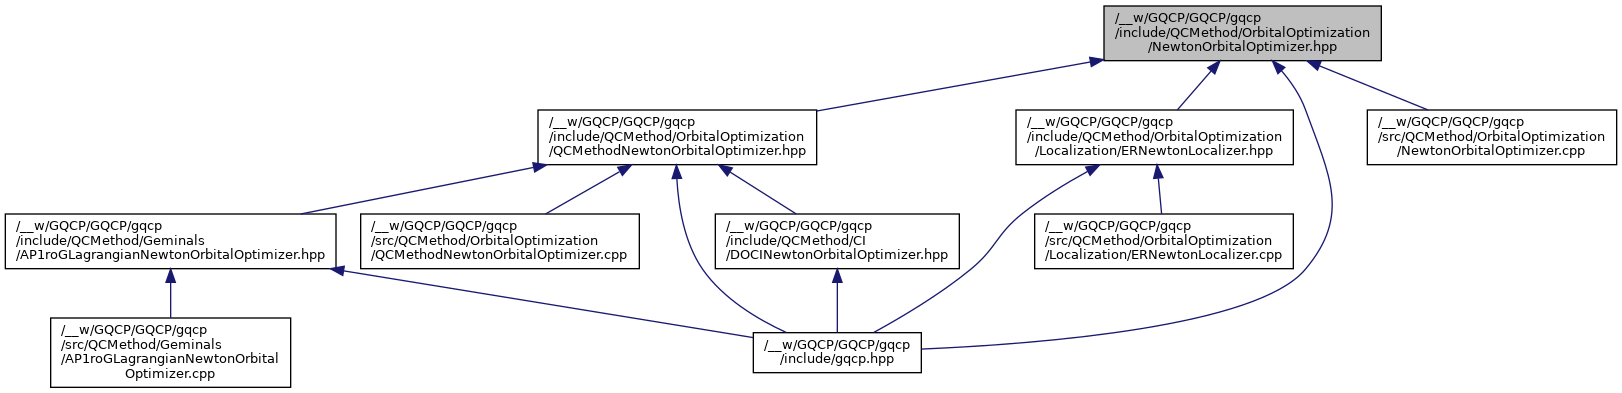 /__w/GQCP/GQCP/gqcp
/include/QCMethod/OrbitalOptimization
/NewtonOrbitalOptimizer.hpp
/__w/GQCP/GQCP/gqcp
/include/QCMethod/OrbitalOptimization
/QCMethodNewtonOrbitalOptimizer.hpp
/__w/GQCP/GQCP/gqcp
/include/QCMethod/OrbitalOptimization
/Localization/ERNewtonLocalizer.hpp
/__w/GQCP/GQCP/gqcp
/src/QCMethod/OrbitalOptimization
/NewtonOrbitalOptimizer.cpp
/__w/GQCP/GQCP/gqcp
/include/QCMethod/Geminals
/AP1roGLagrangianNewtonOrbitalOptimizer.hpp
/__w/GQCP/GQCP/gqcp
/src/QCMethod/OrbitalOptimization
/QCMethodNewtonOrbitalOptimizer.cpp
/__w/GQCP/GQCP/gqcp
/include/QCMethod/CI
/DOCINewtonOrbitalOptimizer.hpp
/__w/GQCP/GQCP/gqcp
/src/QCMethod/OrbitalOptimization
/Localization/ERNewtonLocalizer.cpp
/__w/GQCP/GQCP/gqcp
/src/QCMethod/Geminals
/AP1roGLagrangianNewtonOrbital
Optimizer.cpp
/__w/GQCP/GQCP/gqcp
/include/gqcp.hpp